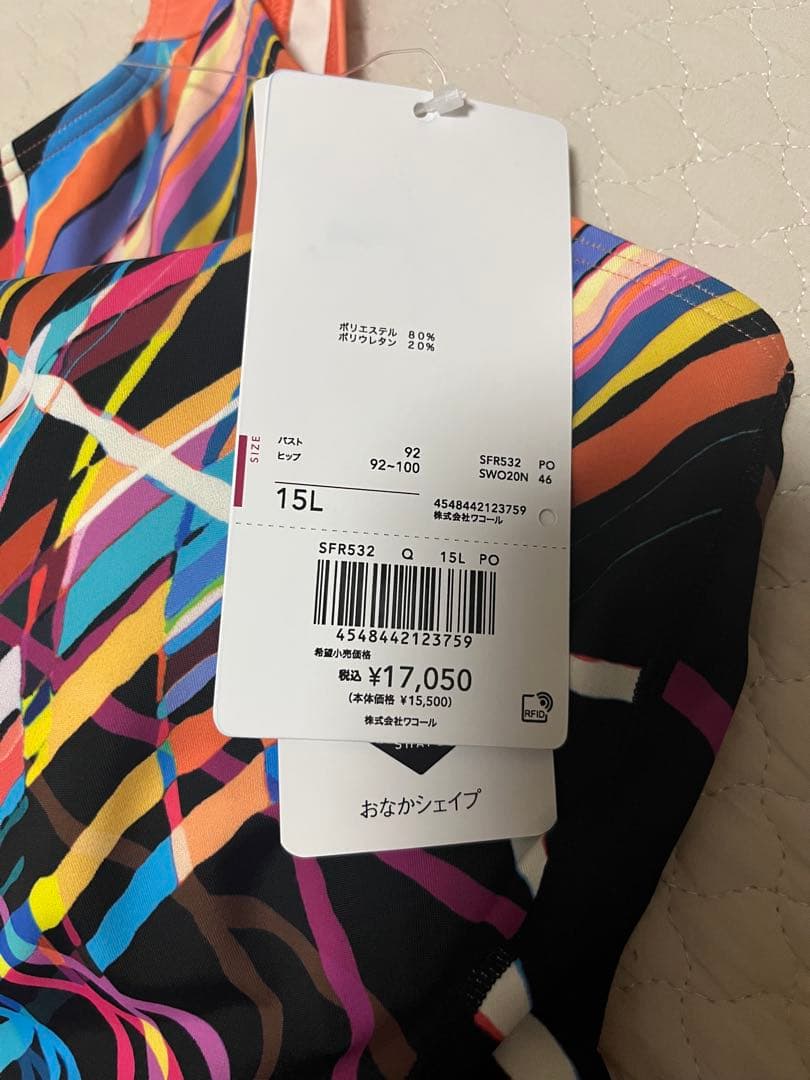 ポリエステル 80%
ポリウレタン 20%
SIZE
バスト 92
ヒップ 92~100
15L
SFR532 PO
SWO20N 46
4548442123759
株式会社ワコール
SFR532 Q 15L PO
4548442123759
希望小売価格
税込 ¥17,050
(本体価格 ¥15,500)
株式会社ワコール
RFID
おなかシェイプ